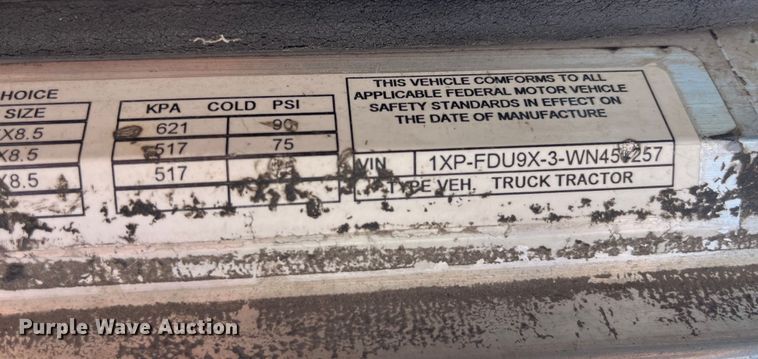 HOICE
SIZE
X8.5
X8.5
X8.5
KPA COLD PSI
621 90
517 75
517
THIS VEHICLE COMFORMS TO ALL
APPLICABLE FEDERAL MOTOR VEHICLE
SAFETY STANDARDS IN EFFECT ON
THE DATE OF MANUFACTURE
VIN
TYPE VEH. TRUCK TRACTOR
Purple Wave Auction